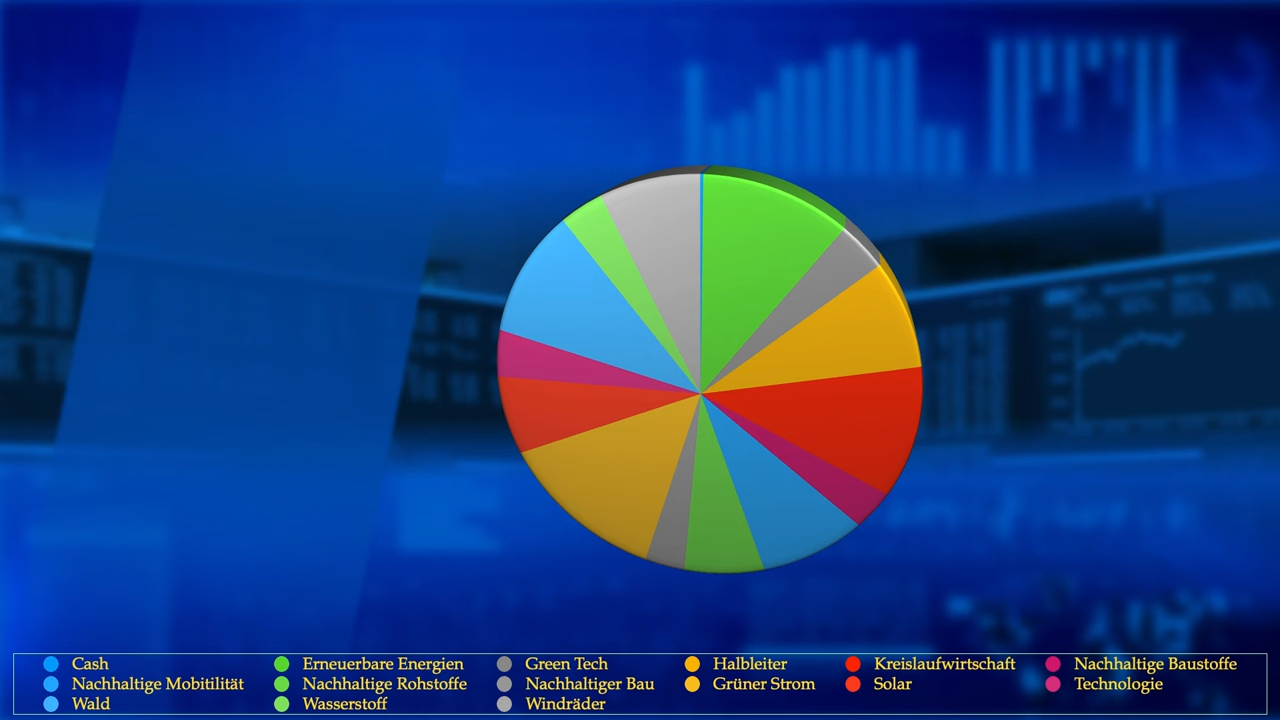 Cash Erneuerbare Energien Green Tech Halbleiter Kreislaufwirtschaft Nachhaltige Baustoffe
Nachhaltige Mobitilität Nachhaltige Rohstoffe Nachhaltiger Bau Grüner Strom Solar Technologie
Wald Wasserstoff Windräder